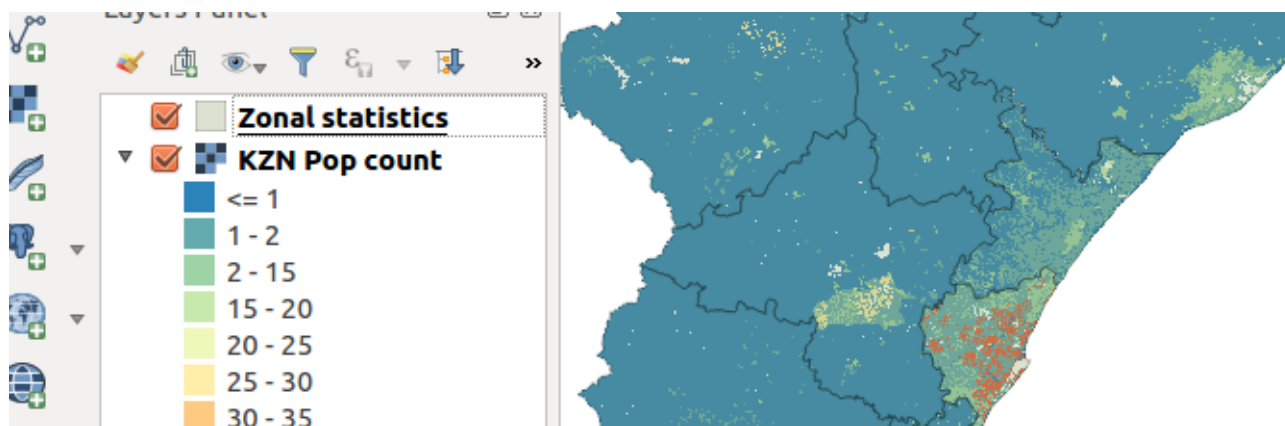 Layers Panel
»
Zonal statistics
KZN Pop count
<= 1
1 - 2
2 - 15
15 - 20
20 - 25
25 - 30
30 - 35